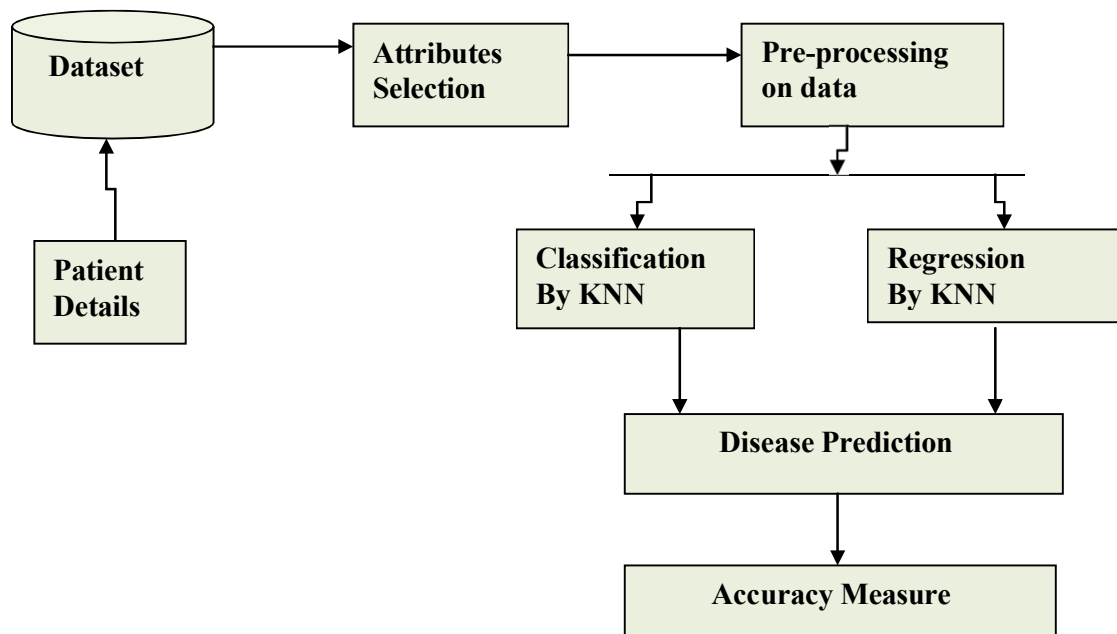 Dataset
Attributes
Selection
Pre-processing
on data
Patient
Details
Classification
By KNN
Regression
By KNN
Disease Prediction
Accuracy Measure